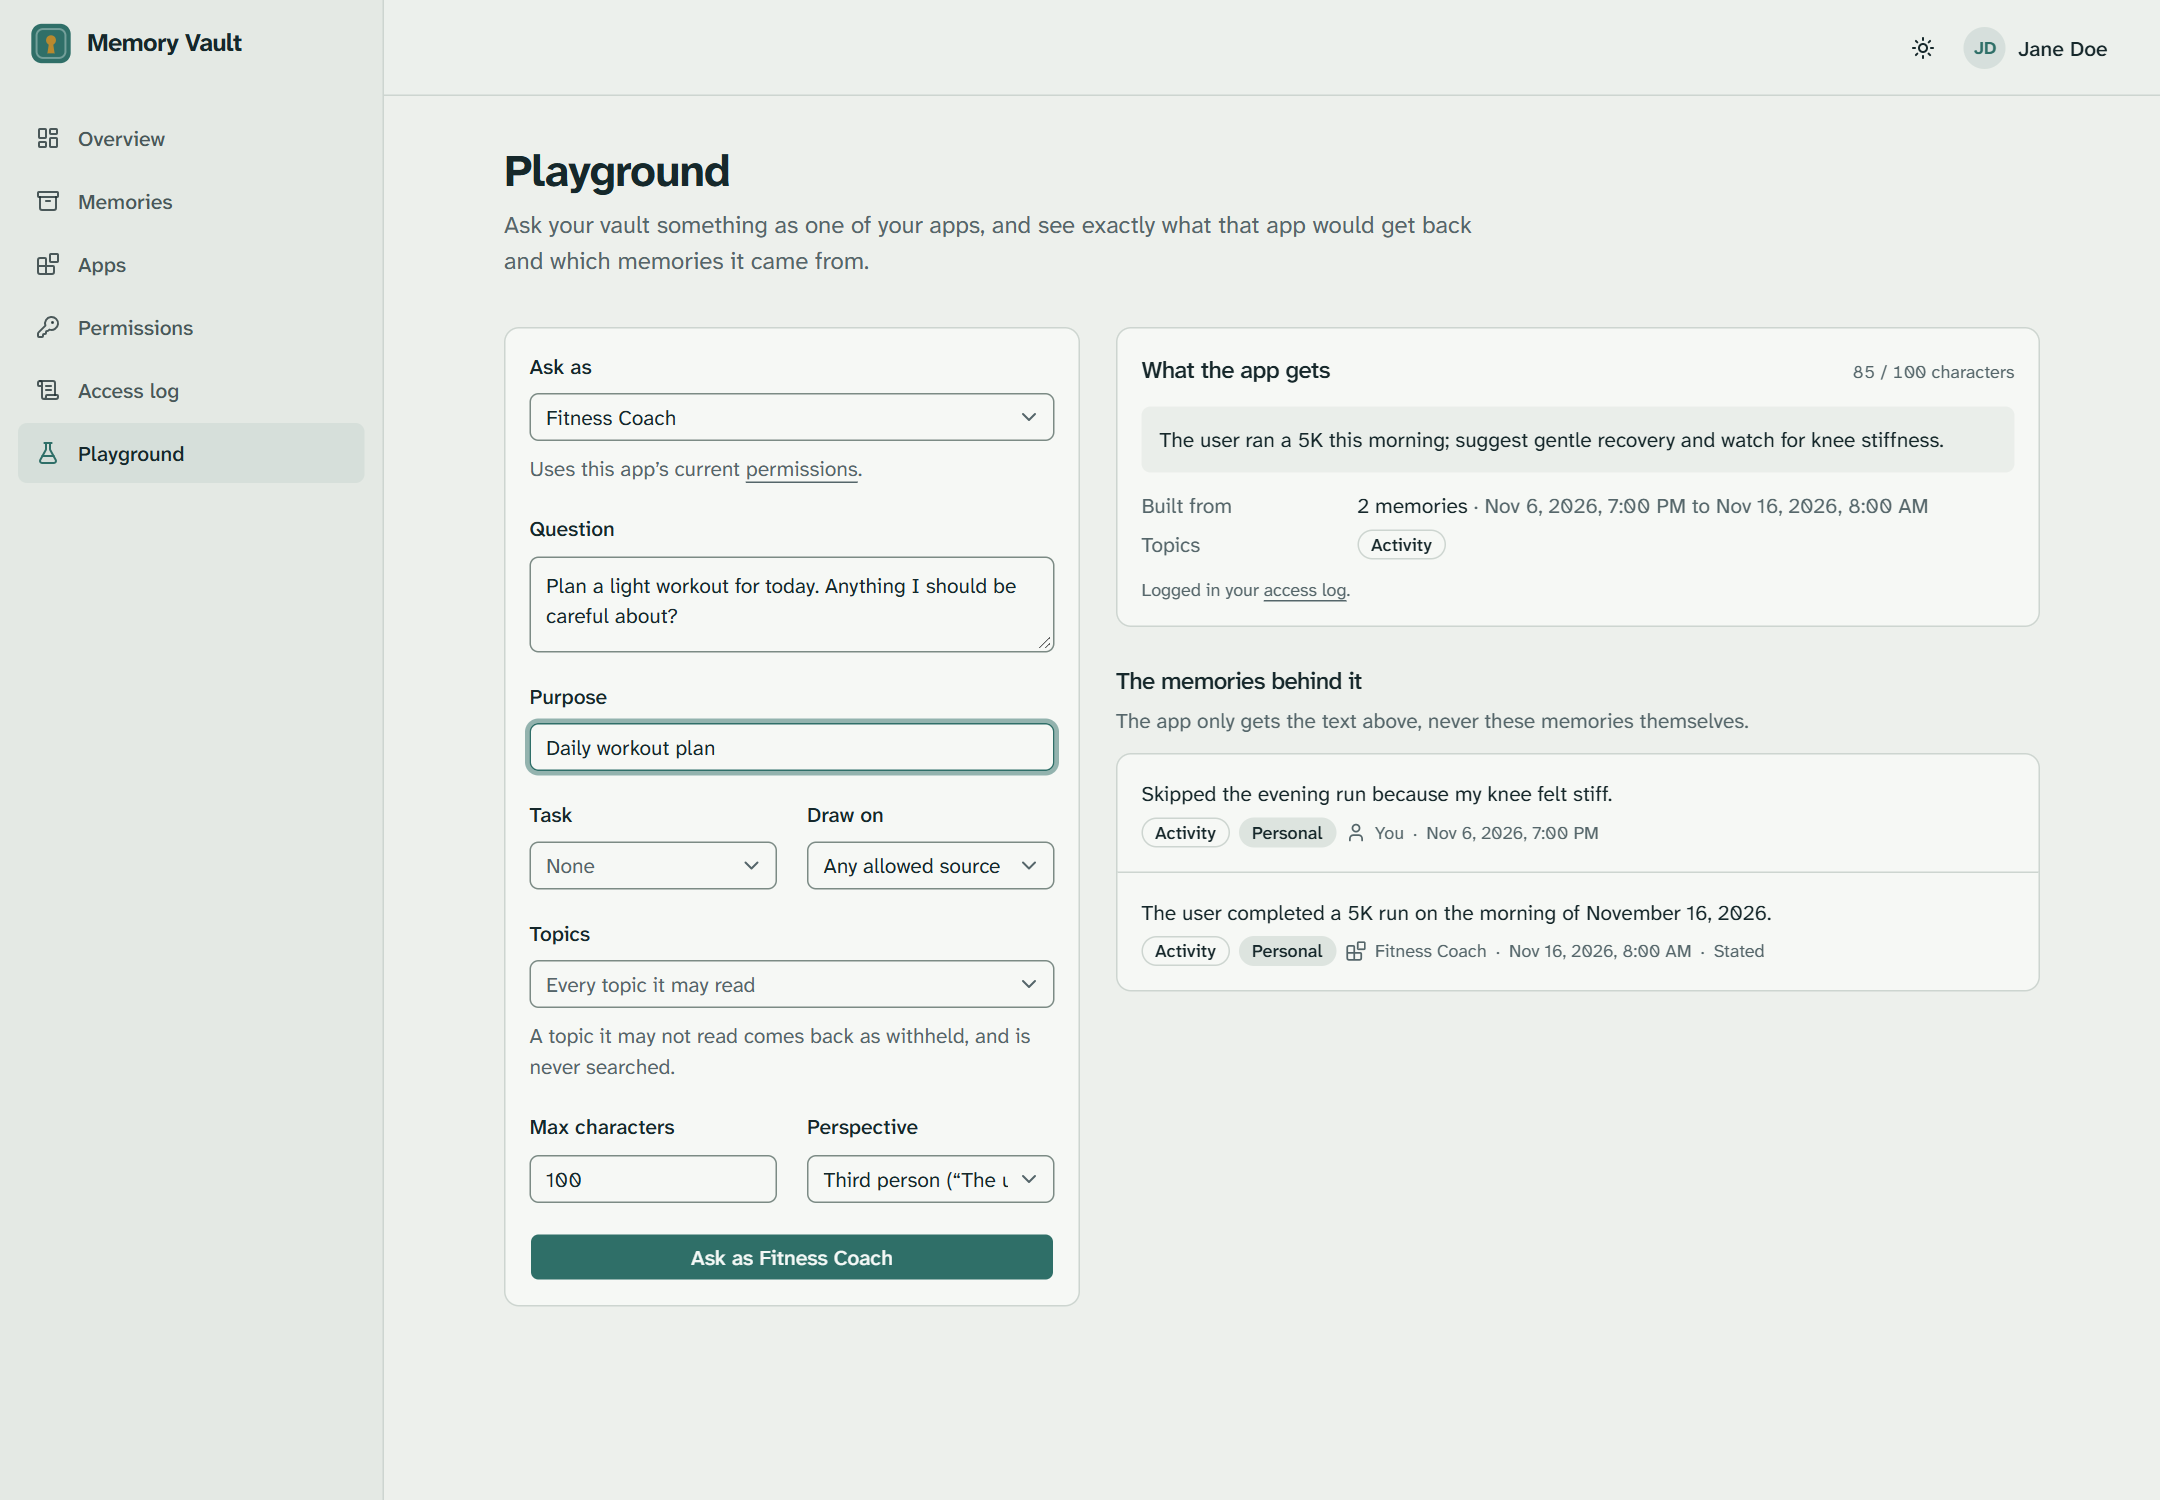 Memory Vault
JD
Jane Doe
Overview
Memories
Apps
Permissions
Access log
Playground
Playground
Ask your vault something as one of your apps, and see exactly what that app would get back
and which memories it came from.
Ask as
Fitness Coach
Uses this app’s current permissions.
Question
Plan a light workout for today. Anything I should be
careful about?
Purpose
Daily workout plan
Task
Draw on
None
Any allowed source
Topics
Every topic it may read
A topic it may not read comes back as withheld, and is
never searched.
Max characters
Perspective
100
Third person (“The u
Ask as Fitness Coach
What the app gets
85 / 100 characters
The user ran a 5K this morning; suggest gentle recovery and watch for knee stiffness.
Built from
2 memories · Nov 6, 2026, 7:00 PM to Nov 16, 2026, 8:00 AM
Topics
Activity
Logged in your access log.
The memories behind it
The app only gets the text above, never these memories themselves.
Skipped the evening run because my knee felt stiff.
Activity Personal You · Nov 6, 2026, 7:00 PM
The user completed a 5K run on the morning of November 16, 2026.
Activity Personal Fitness Coach · Nov 16, 2026, 8:00 AM · Stated